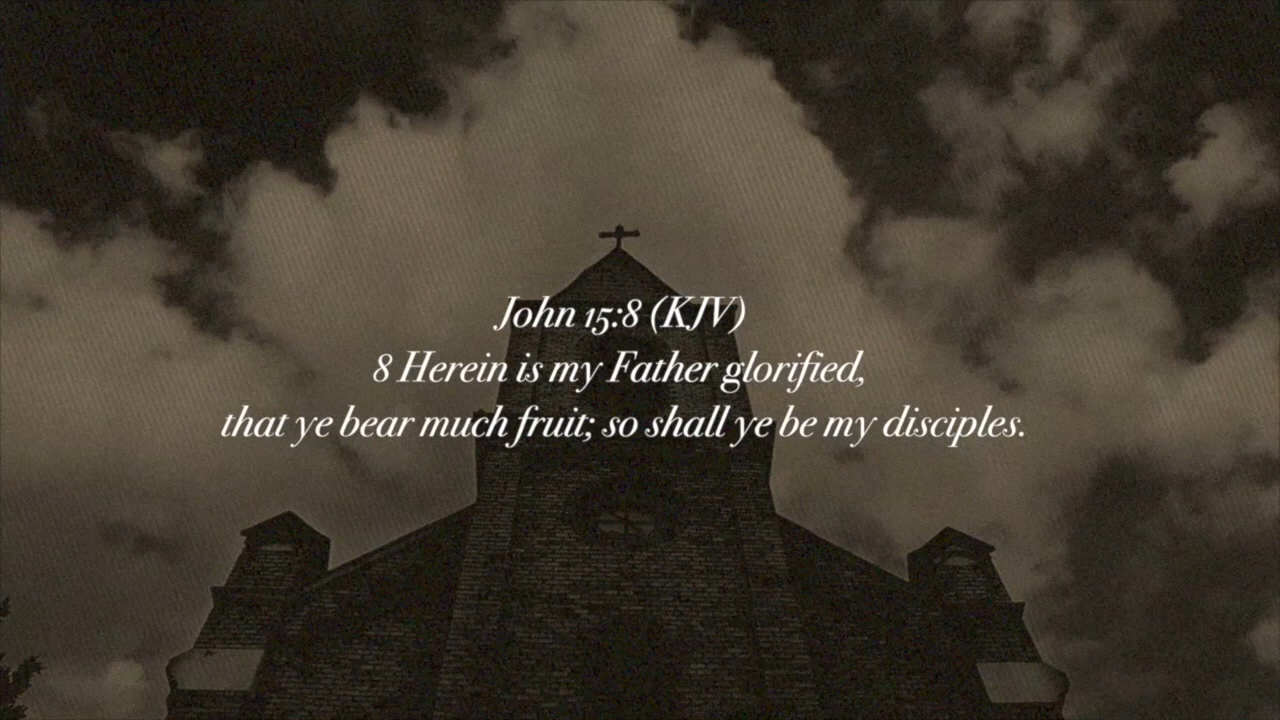 John 15:8 (KJV)
8 Herein is my Father glorified,
that ye bear much fruit; so shall ye be my disciples.